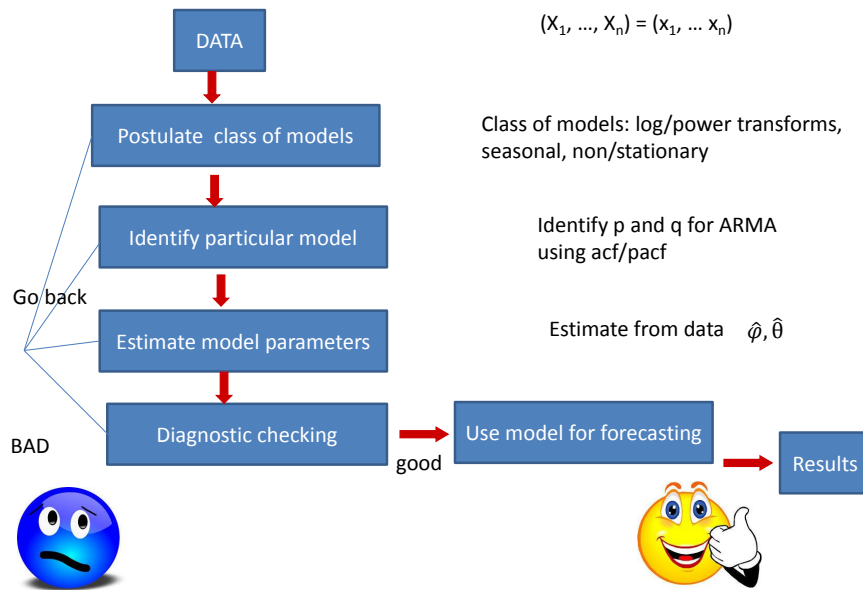 DATA
(X₁, …, Xₙ) = (x₁, … xₙ)
Postulate class of models
Class of models: log/power transforms,
seasonal, non/stationary
Identify particular model
Identify p and q for ARMA
using acf/pacf
Go back
Estimate model parameters
Estimate from data φ̂, θ̂
BAD
Diagnostic checking
good
Use model for forecasting
Results